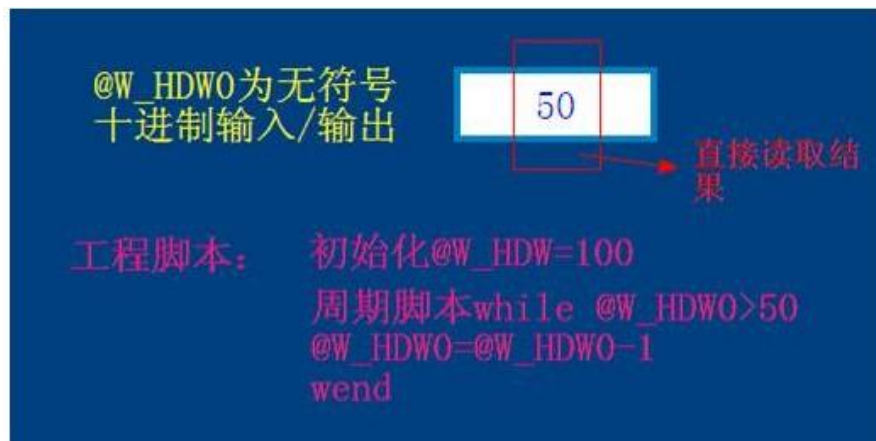 @W_HDW0为无符号
十进制输入/输出
50
直接读取结
果
工程脚本：
初始化@W_HDW=100
周期脚本while @W_HDW0>50
@W_HDW0=@W_HDW0-1
wend